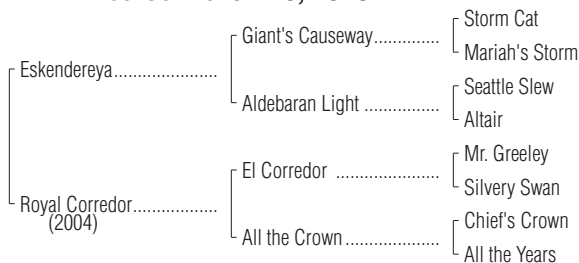 Storm Cat
Giant's Causeway.............
Mariah's Storm
Eskendereya.....................
Seattle Slew
Aldebaran Light ...............
Altair
Mr. Greeley
El Corredor .....................
Silvery Swan
Royal Corredor.................
(2004)
Chief's Crown
All the Crown...................
All the Years